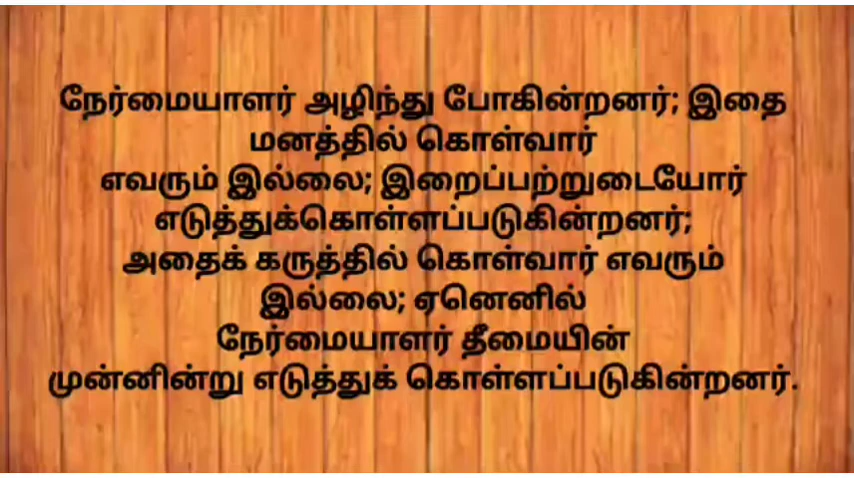 நேர்மையாளர் அழிந்து போகின்றனர்; இதை
மனத்தில் கொள்வார்
எவரும் இல்லை; இறைப்பற்றுடையோர்
எடுத்துக்கொள்ளப்படுகின்றனர்;
அதைக் கருத்தில் கொள்வார் எவரும்
இல்லை; ஏனெனில்
நேர்மையாளர் தீமையின்
முன்னின்று எடுத்துக் கொள்ளப்படுகின்றனர்.